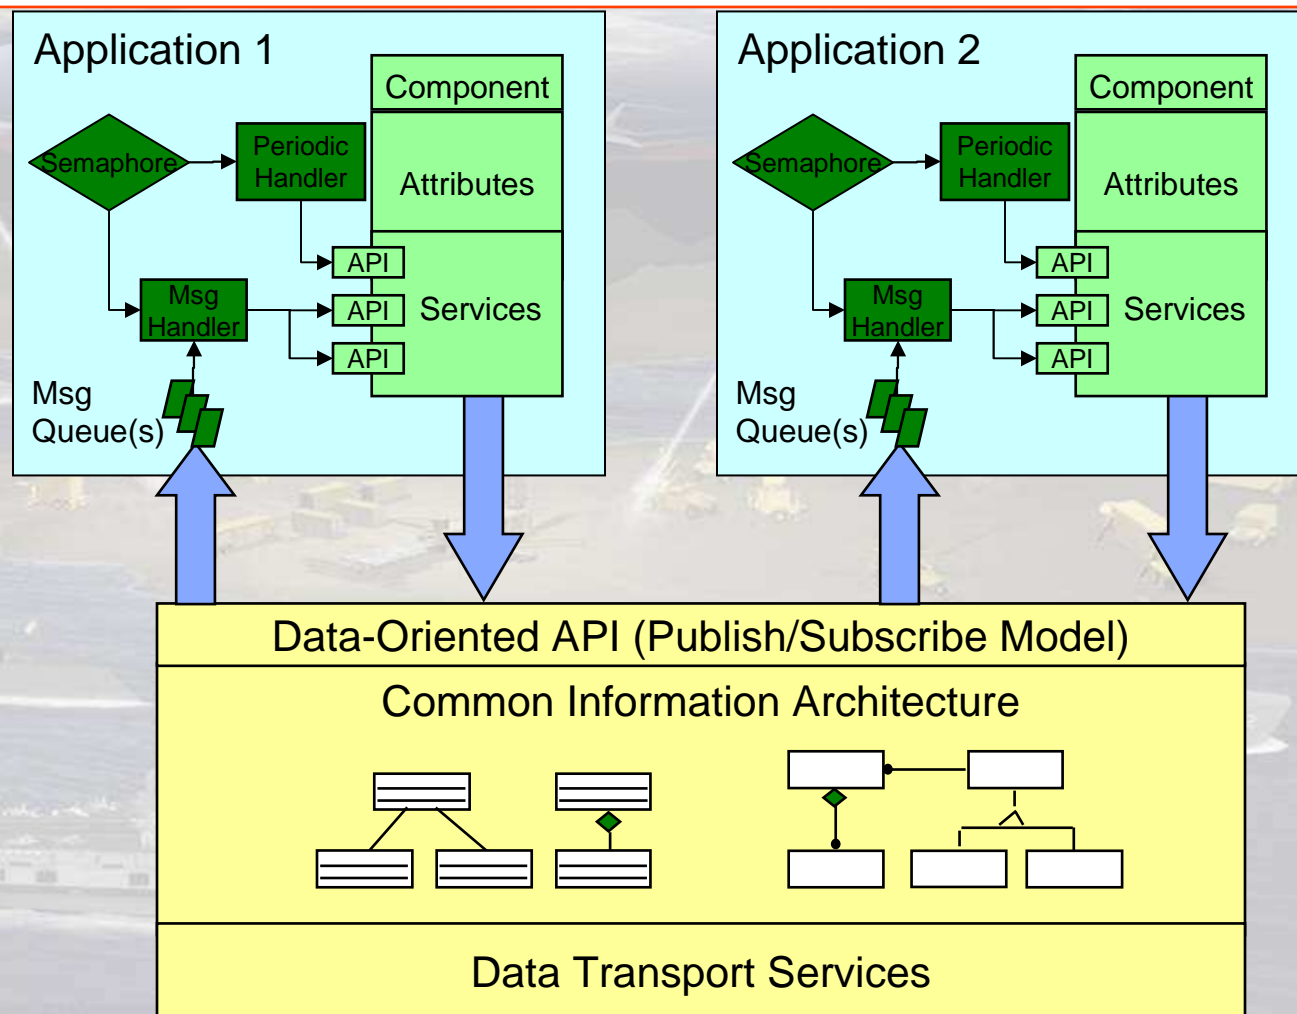 Application 1
Component
Semaphore
Periodic
Handler
Attributes
API
Msg
Handler
API
Services
API
Msg
Queue(s)
Application 2
Component
Semaphore
Periodic
Handler
Attributes
API
Msg
Handler
API
Services
API
Msg
Queue(s)
Data-Oriented API (Publish/Subscribe Model)
Common Information Architecture
Data Transport Services